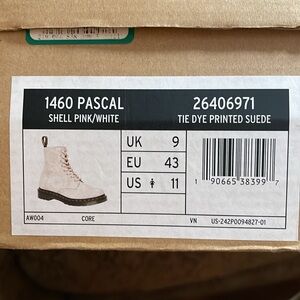 1460 PASCAL
SHELL PINK/WHITE
26406971
TIE DYE PRINTED SUEDE
UK 9
EU 43
US 11
1 90665 38399 7
AW004 CORE VN US-242P0094827-01